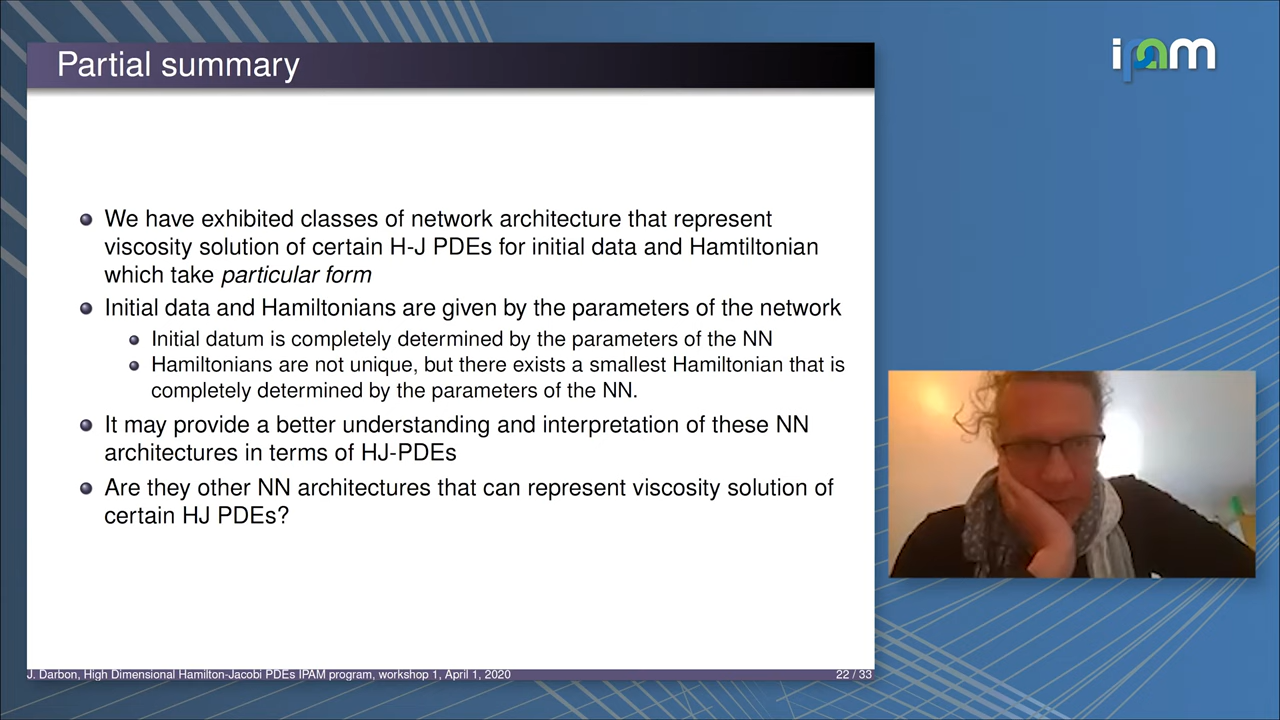 Partial summary
ipam
We have exhibited classes of network architecture that represent
viscosity solution of certain H-J PDEs for initial data and Hamtiltonian
which take particular form
Initial data and Hamiltonians are given by the parameters of the network
Initial datum is completely determined by the parameters of the NN
Hamiltonians are not unique, but there exists a smallest Hamiltonian that is
completely determined by the parameters of the NN.
It may provide a better understanding and interpretation of these NN
architectures in terms of HJ-PDEs
Are they other NN architectures that can represent viscosity solution of
certain HJ PDEs?
J. Darbon, High Dimensional Hamilton-Jacobi PDEs IPAM program, workshop 1, April 1, 2020
22 / 33